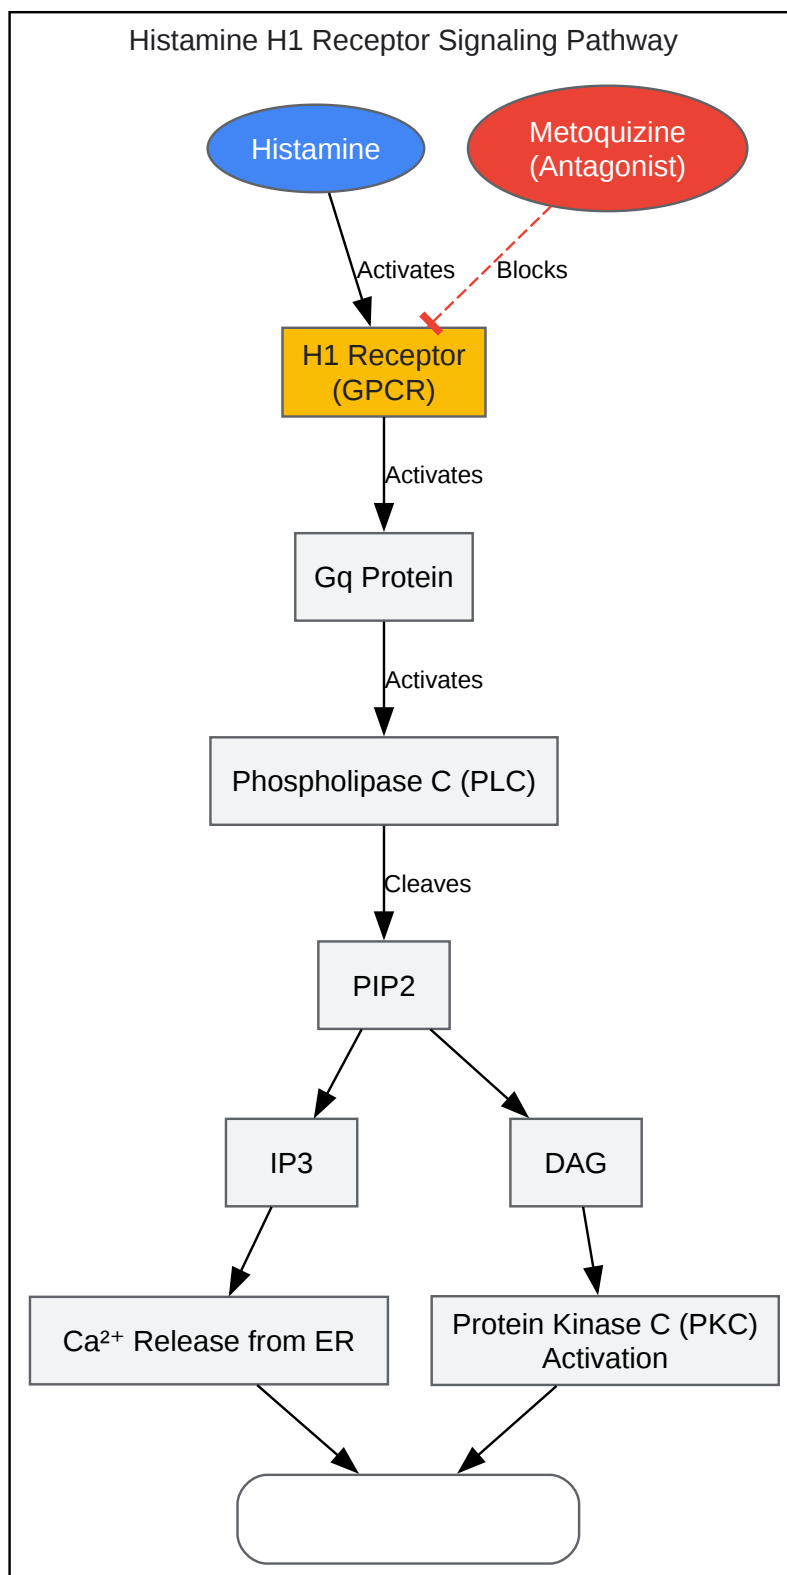 Histamine H1 Receptor Signaling Pathway
Histamine
Metoquizine
(Antagonist)
Activates
Blocks
H1 Receptor
(GPCR)
Activates
Gq Protein
Activates
Phospholipase C (PLC)
Cleaves
PIP2
IP3
DAG
Ca²⁺ Release from ER
Protein Kinase C (PKC)
Activation